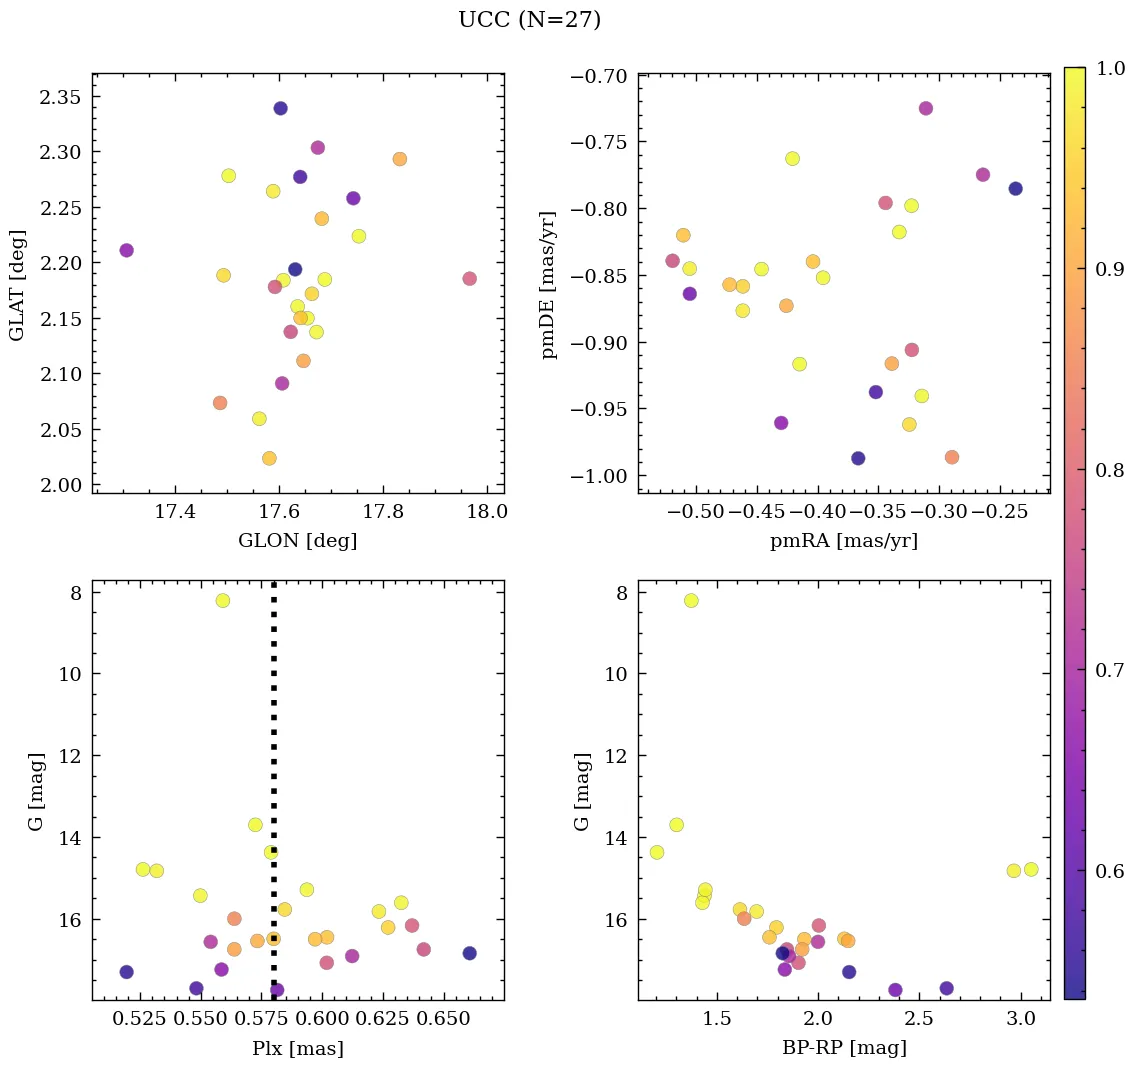 UCC (N=27)
2.35
2.30
2.25
2.20
2.15
2.10
2.05
2.00
GLAT [deg]
17.4 17.6 17.8 18.0
GLON [deg]
−0.70
−0.75
−0.80
−0.85
−0.90
−0.95
−1.00
pmDE [mas/yr]
−0.50 −0.45 −0.40 −0.35 −0.30 −0.25
pmRA [mas/yr]
8
10
12
14
16
G [mag]
0.525 0.550 0.575 0.600 0.625 0.650
Plx [mas]
8
10
12
14
16
G [mag]
1.5 2.0 2.5 3.0
BP-RP [mag]
1.0
0.9
0.8
0.7
0.6